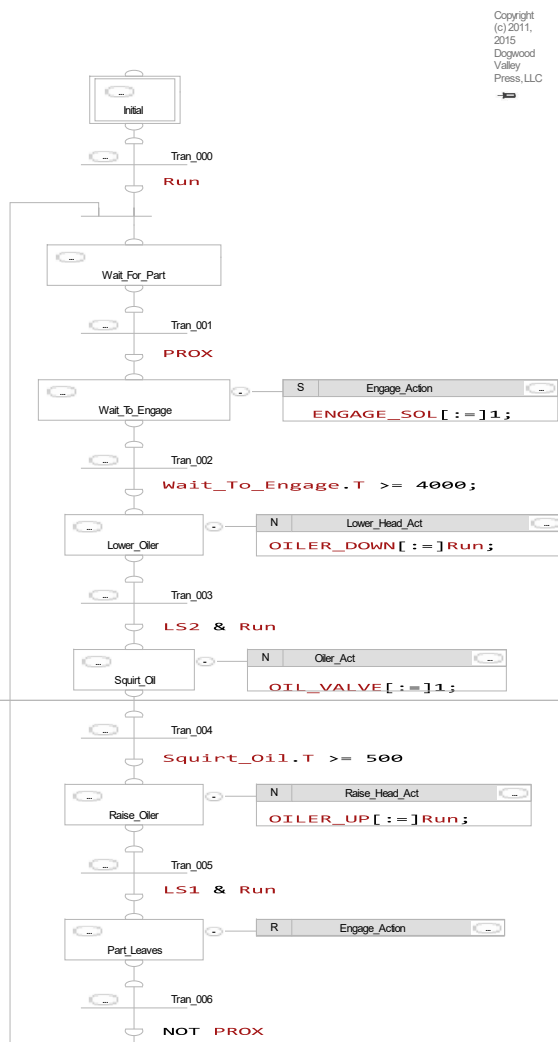 Copyright
(c) 2011,
2015
Dogwood
Valley
Press, LLC
...
Initial
...
Tran_000
Run
...
Wait_For_Part
...
Tran_001
PROX
...
Wait_To_Engage
S Engage_Action ...
ENGAGE_SOL[:=]1;
...
Tran_002
Wait_To_Engage.T >= 4000;
...
Lower_Oiler
N Lower_Head_Act ...
OILER_DOWN[:=]Run;
...
Tran_003
LS2 & Run
...
Squirt_Oil
N Oiler_Act ...
OIL_VALVE[:=]1;
...
Tran_004
Squirt_Oil.T >= 500
...
Raise_Oiler
N Raise_Head_Act ...
OILER_UP[:=]Run;
...
Tran_005
LS1 & Run
...
Part_Leaves
R Engage_Action ...
...
Tran_006
NOT PROX